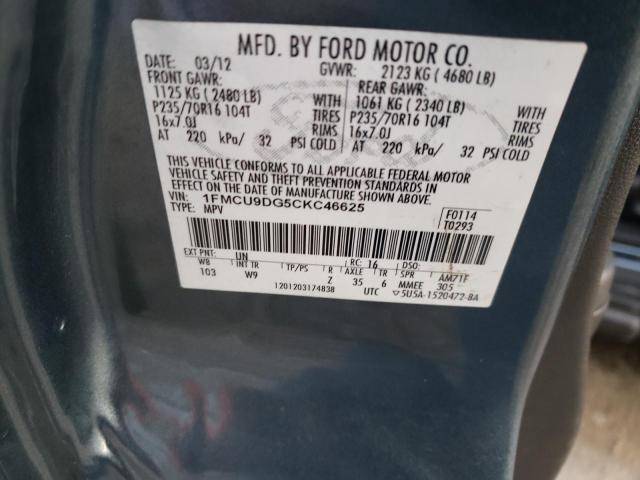 MFD. BY FORD MOTOR CO.
DATE: 03/12 GVWR: 2123 KG ( 4680 LB)
FRONT GAWR: REAR GAWR:
1125 KG ( 2480 LB) WITH 1061 KG ( 2340 LB) WITH
P235/70R16 104T TIRES P235/70R16 104T TIRES
16x7.0J RIMS 16x7.0J RIMS
AT 220 kPa/ 32 PSI COLD AT 220 kPa/ 32 PSI COLD
THIS VEHICLE CONFORMS TO ALL APPLICABLE FEDERAL MOTOR
VEHICLE SAFETY AND THEFT PREVENTION STANDARDS IN
EFFECT ON THE DATE OF MANUFACTURE SHOWN ABOVE.
VIN: 1FMCU9DG5CKC46625
TYPE: MPV
F0114
T0293
EXT PNT: UN RC: 16 DSO:
WB INT TR TP/PS R AXLE TR SPR AM71F
103 W9 Z 35 6 MMEE 305
1201203174838 UTC ▽5U5A-1520472-BA